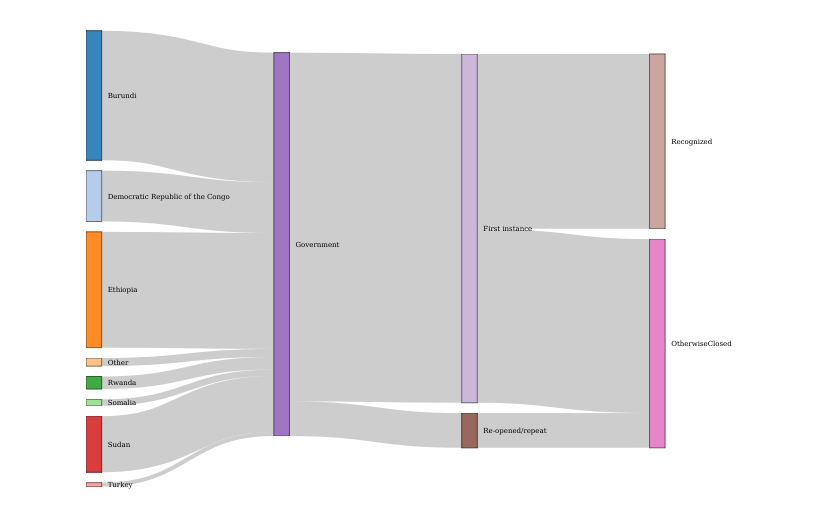 Burundi
Democratic Republic of the Congo
Ethiopia
Other
Rwanda
Somalia
Sudan
Turkey
Government
First instance
Re-opened/repeat
Recognized
OtherwiseClosed